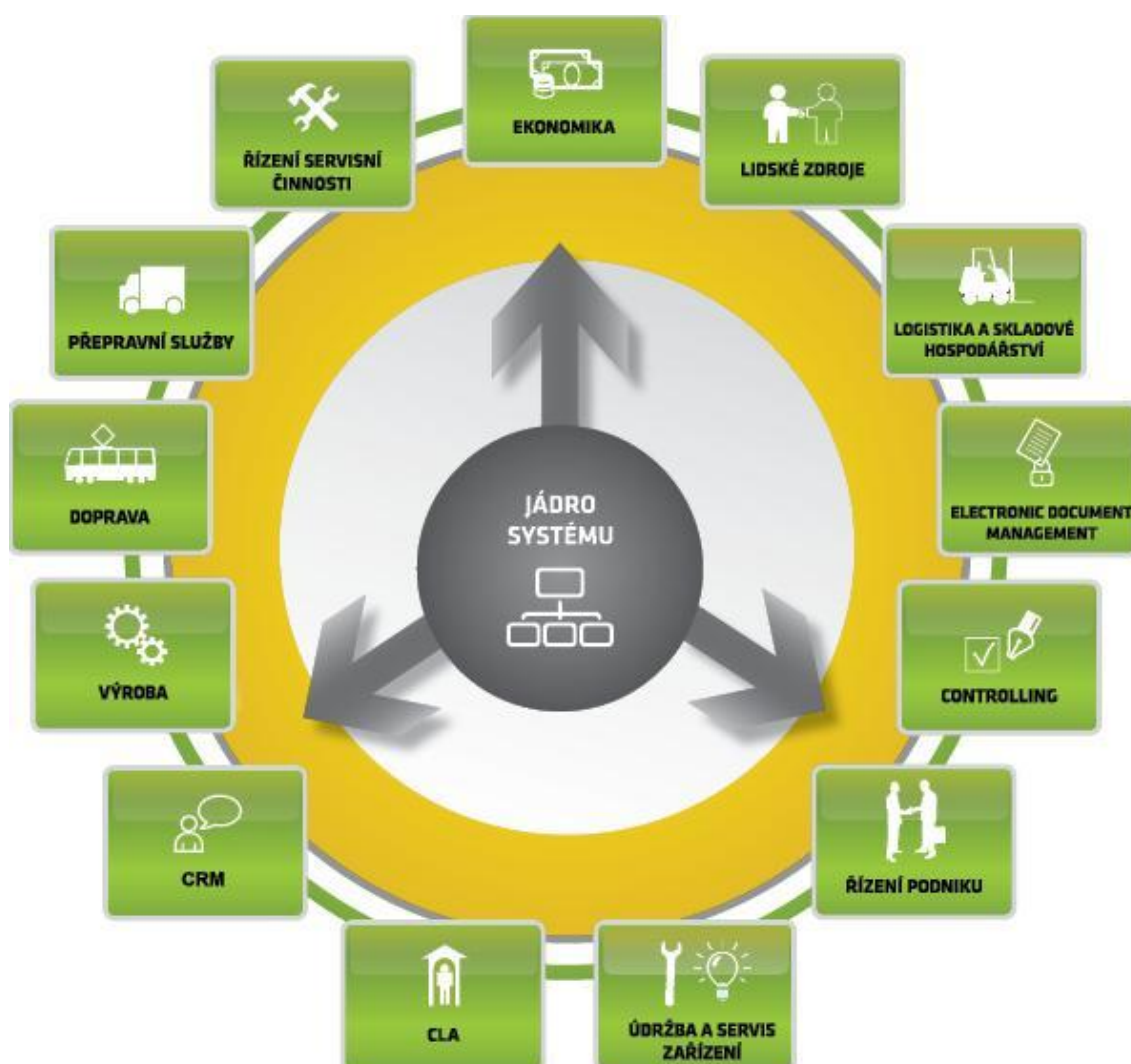 EKONOMIKA
LIDSKÉ ZDROJE
LOGISTIKA A SKLADOVÉ
HOSPODÁŘSTVÍ
ELECTRONIC DOCUMENT
MANAGEMENT
CONTROLLING
ŘÍZENÍ PODNIKU
ÚDRŽBA A SERVIS
ZAŘÍZENÍ
CLA
CRM
VÝROBA
DOPRAVA
PŘEPRAVNÍ SLUŽBY
ŘÍZENÍ SERVISNÍ
ČINNOSTI
JÁDRO
SYSTÉMU